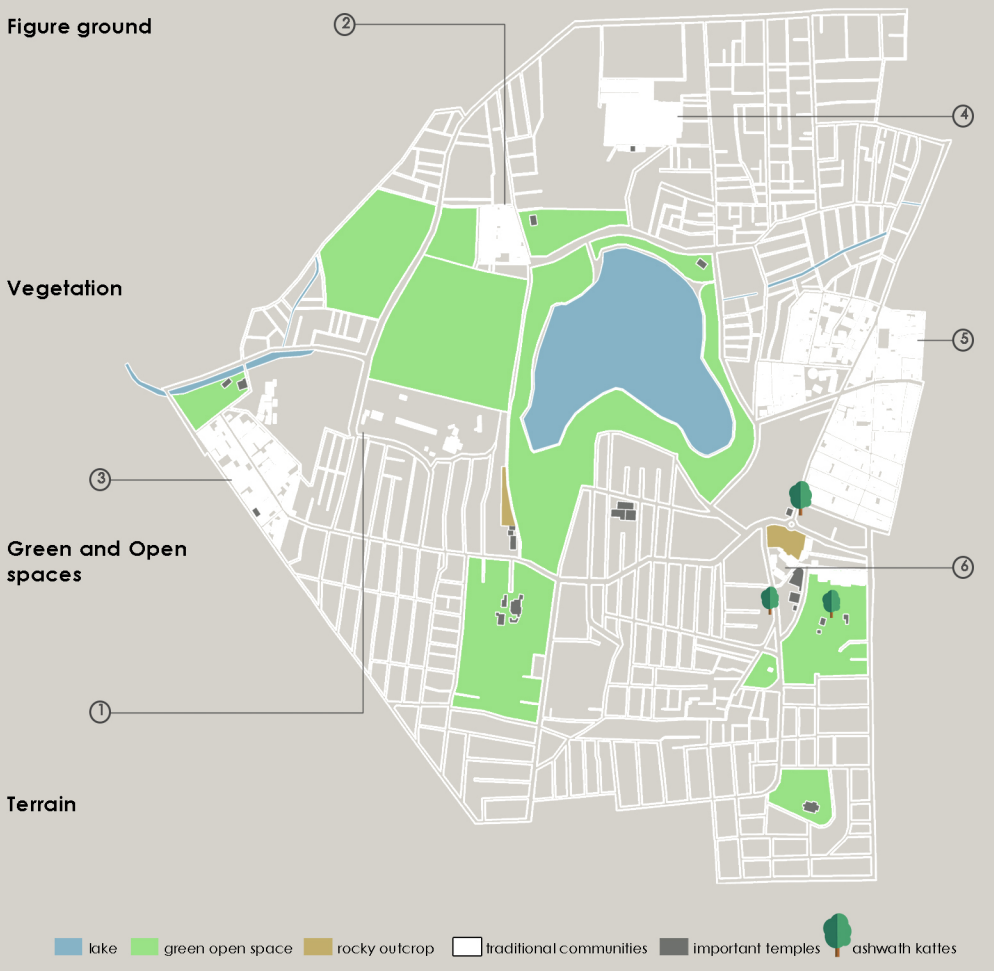 Figure ground
2
4
Vegetation
5
3
Green and Open
spaces
6
1
Terrain
lake green open space rocky outcrop traditional communities important temples ashwath kattes